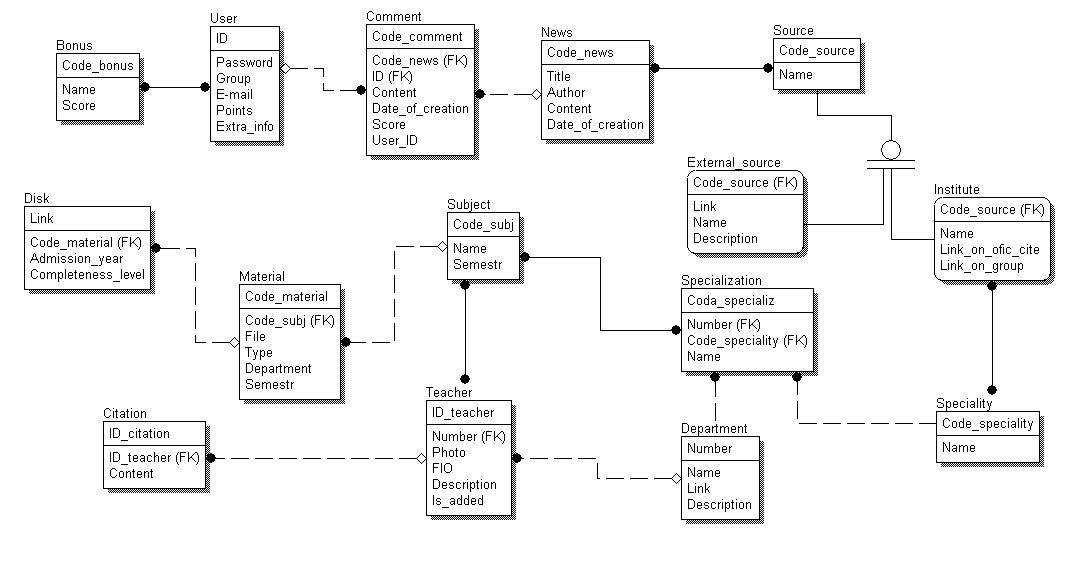 User
ID
Password
Group
E-mail
Points
Extra_info
Comment
Code_comment
Code_news (FK)
ID (FK)
Content
Date_of_creation
Score
User_ID
News
Code_news
Title
Author
Content
Date_of_creation
Source
Code_source
Name
Bonus
Code_bonus
Name
Score
External_source
Code_source (FK)
Link
Name
Description
Institute
Code_source (FK)
Name
Link_on_ofic_cite
Link_on_group
Disk
Link
Code_material (FK)
Admission_year
Completeness_level
Subject
Code_subj
Name
Semestr
Material
Code_material
Code_subj (FK)
File
Type
Department
Semestr
Specialization
Coda_specializ
Number (FK)
Code_speciality (FK)
Name
Citation
ID_citation
ID_teacher (FK)
Content
Teacher
ID_teacher
Number (FK)
Photo
FIO
Description
Is_added
Department
Number
Name
Link
Description
Speciality
Code_speciality
Name